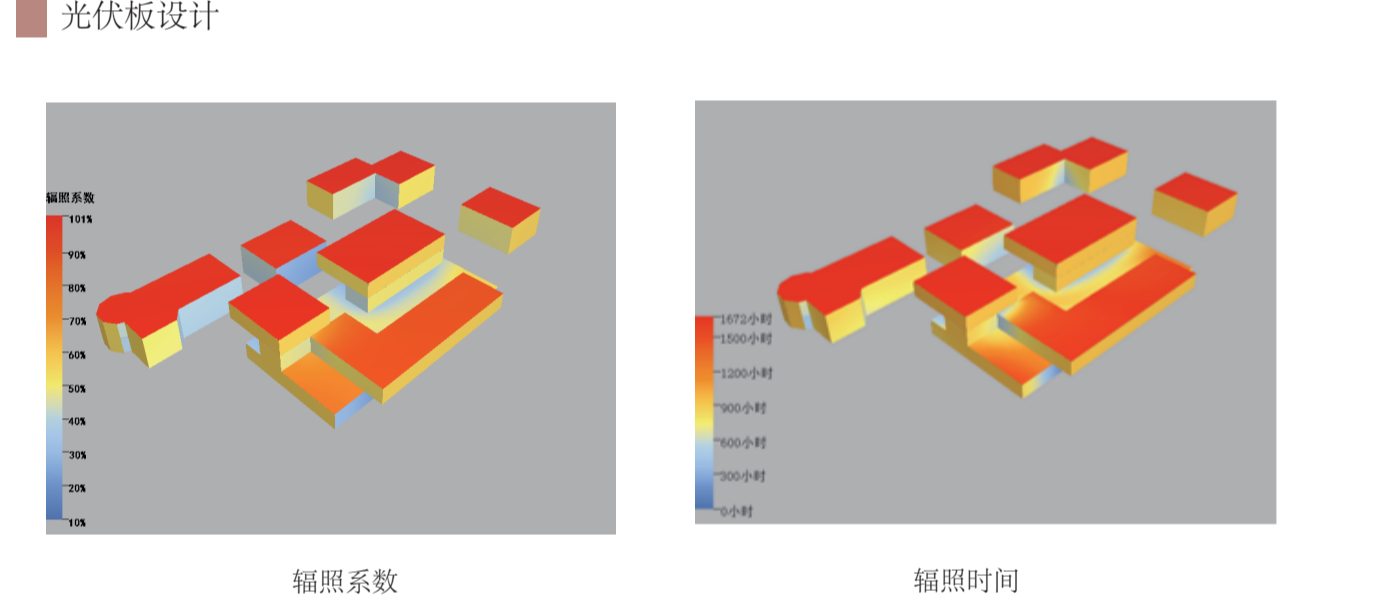 光伏板设计
辐照系数
101%
90%
80%
70%
60%
50%
40%
30%
20%
10%
1672小时
1500小时
1200小时
900小时
600小时
300小时
0小时
辐照系数
辐照时间